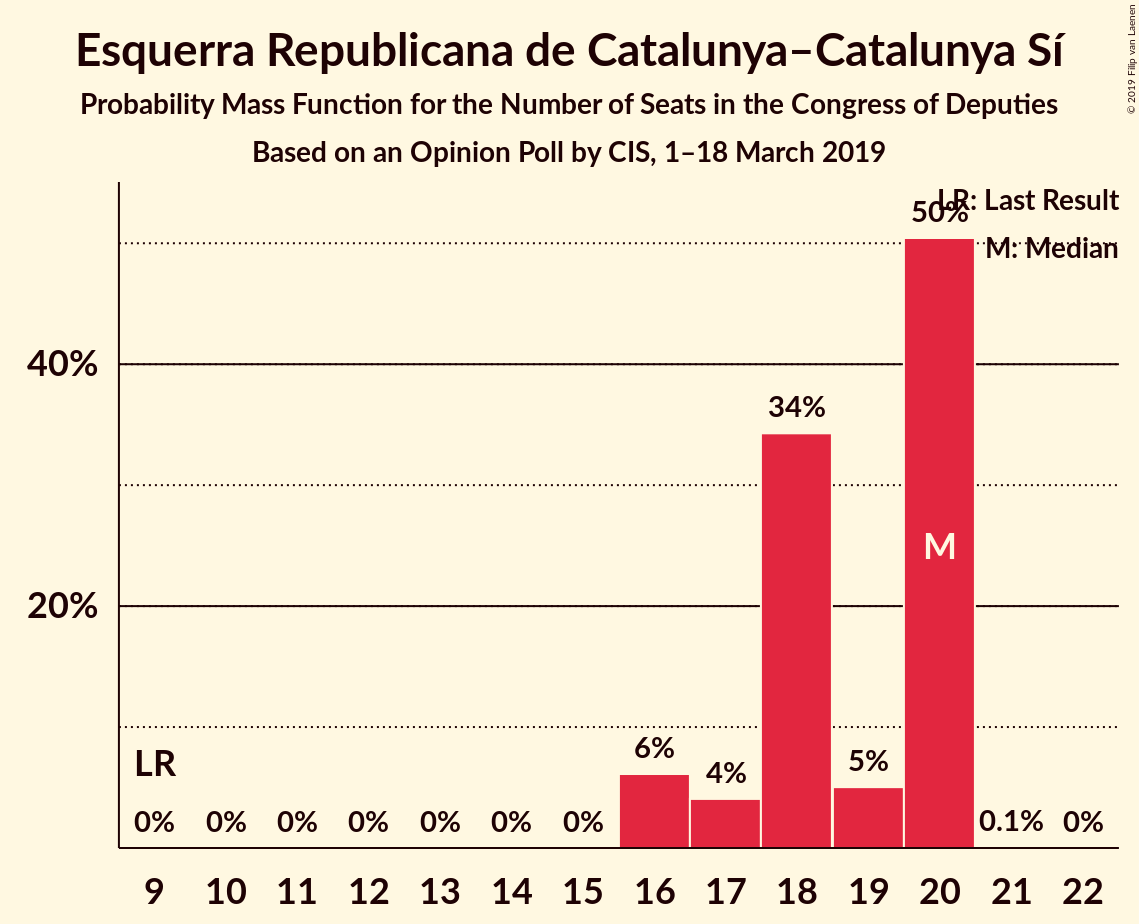 Esquerra Republicana de Catalunya–Catalunya Sí
Probability Mass Function for the Number of Seats in the Congress of Deputies
Based on an Opinion Poll by CIS, 1–18 March 2019
© 2019 Filip van Laenen
LR: Last Result
M: Median
50%
40%
34%
M
20%
LR
6%
4%
5%
0% 0% 0% 0% 0% 0% 0% 0.1% 0%
9 10 11 12 13 14 15 16 17 18 19 20 21 22